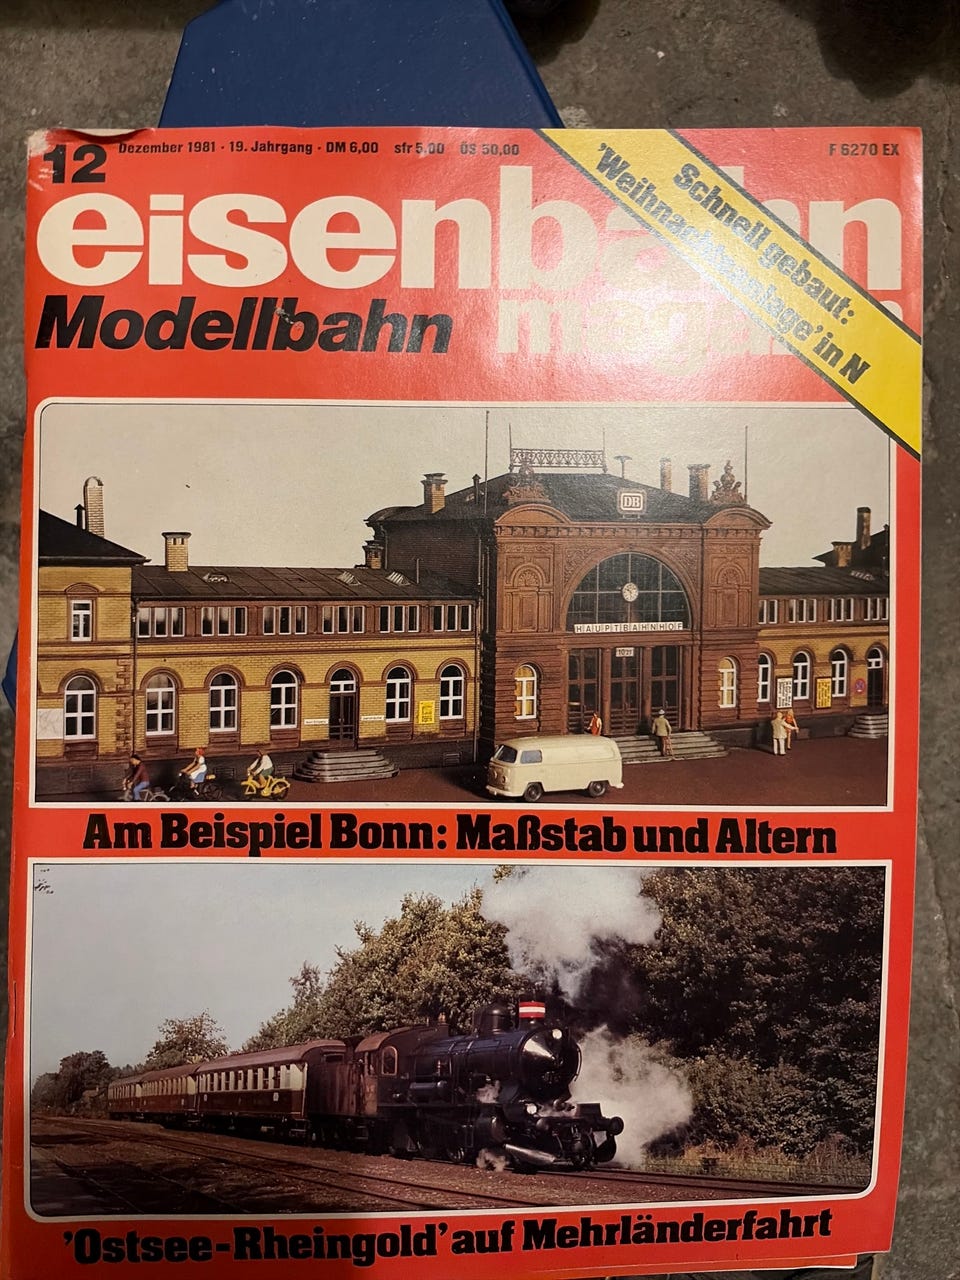 12 Dezember 1981 · 19. Jahrgang · DM 6,00 sfr 5,00 öS 50,00 F 6270 EX
eisenbahn
Modellbahn magazin
Schnell gebaut:
'Weihnachtsanlage' in N
DB
HAUPTBAHNHOF
Am Beispiel Bonn: Maßstab und Altern
'Ostsee-Rheingold' auf Mehrländerfahrt